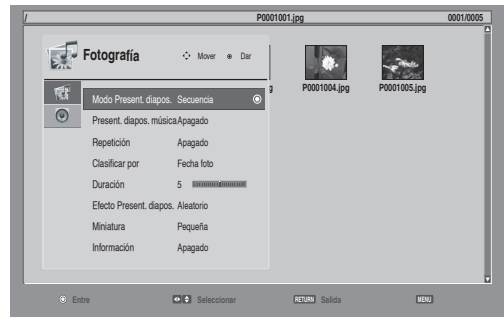 / P0001001.jpg 0001/0005
Fotografía Mover Dar
g P0001004.jpg P0001005.jpg
Modo Present. diapos. Secuencia
Present. diapos. música Apagado
Repetición Apagado
Clasificar por Fecha foto
Duración 5
Efecto Present. diapos. Aleatorio
Miniatura Pequeña
Información Apagado
Entre Seleccionar RETURN Salida MENU